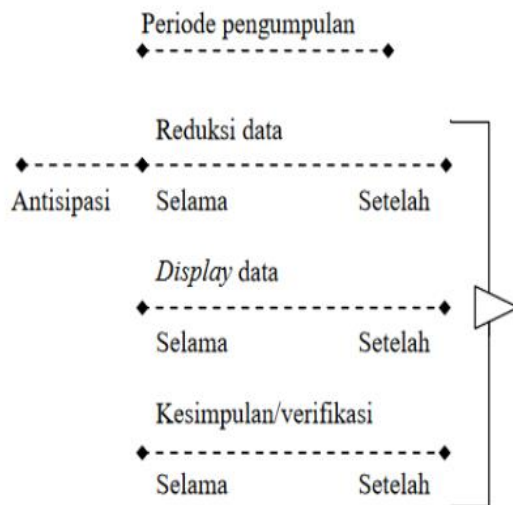 Periode pengumpulan
Reduksi data
Antisipasi Selama Setelah
Display data
Selama Setelah
Kesimpulan/verifikasi
Selama Setelah